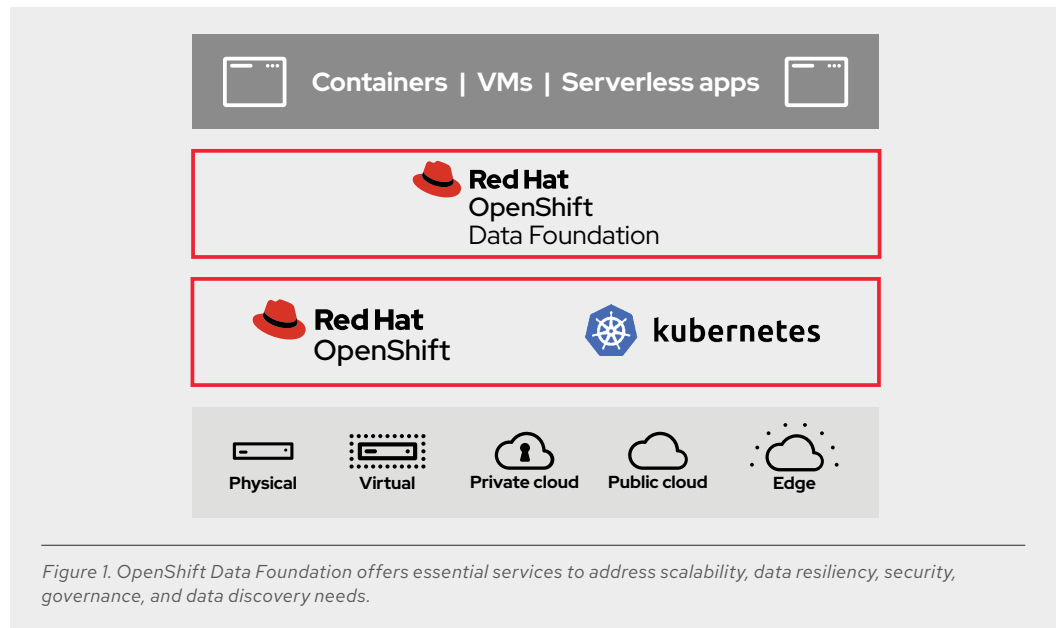 Containers | VMs | Serverless apps
Red Hat
OpenShift
Data Foundation
Red Hat
OpenShift
kubernetes
Physical
Virtual
Private cloud
Public cloud
Edge
Figure 1. OpenShift Data Foundation offers essential services to address scalability, data resiliency, security,
governance, and data discovery needs.